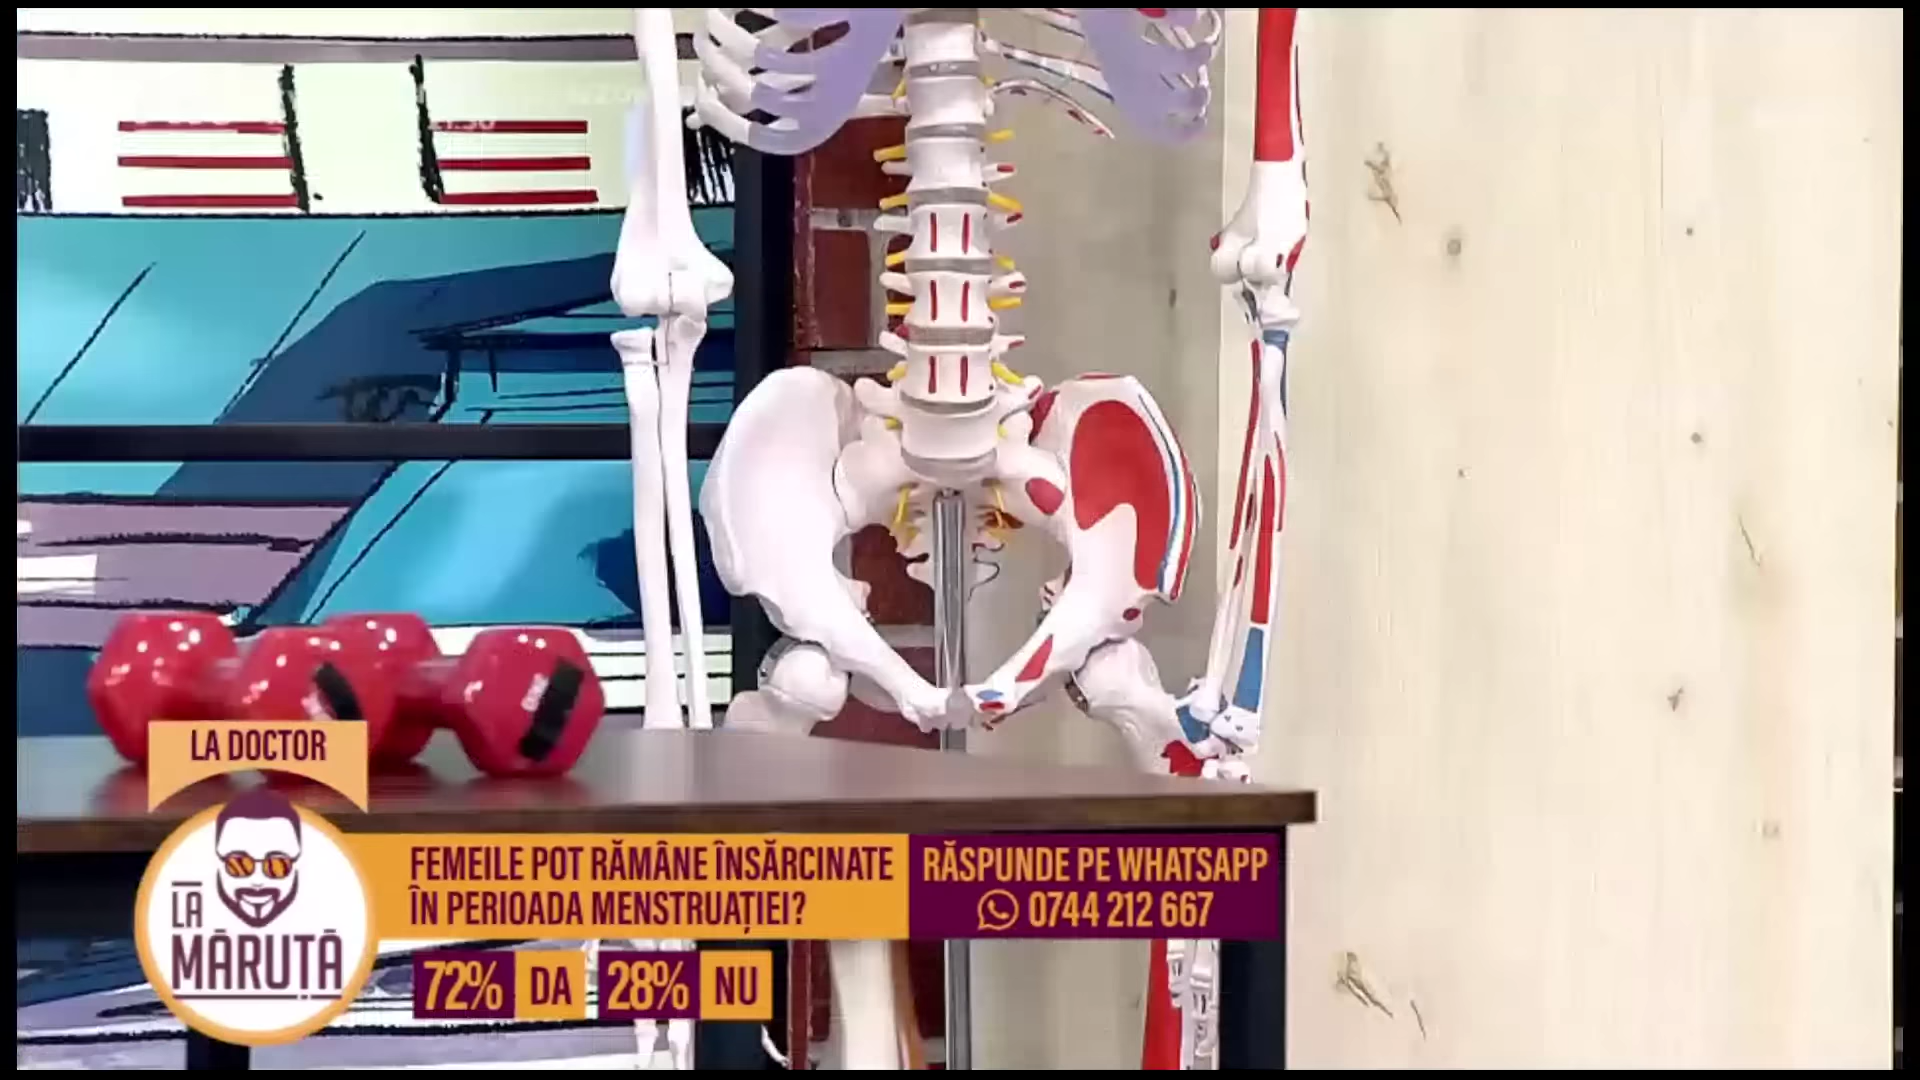 LA DOCTOR
LA
MĂRUȚĂ
FEMEILE POT RĂMÂNE ÎNSĂRCINATE
ÎN PERIOADA MENSTRUAȚIEI?
RĂSPUNDE PE WHATSAPP
0744 212 667
72% DA 28% NU